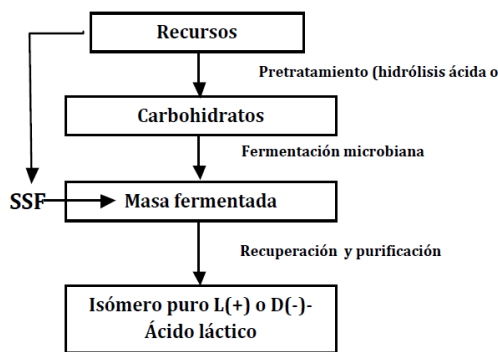 Recursos
Pretratamiento (hidrólisis ácida o
Carbohidratos
Fermentación microbiana
SSF
Masa fermentada
Recuperación y purificación
Isómero puro L(+) o D(-)-
Ácido láctico